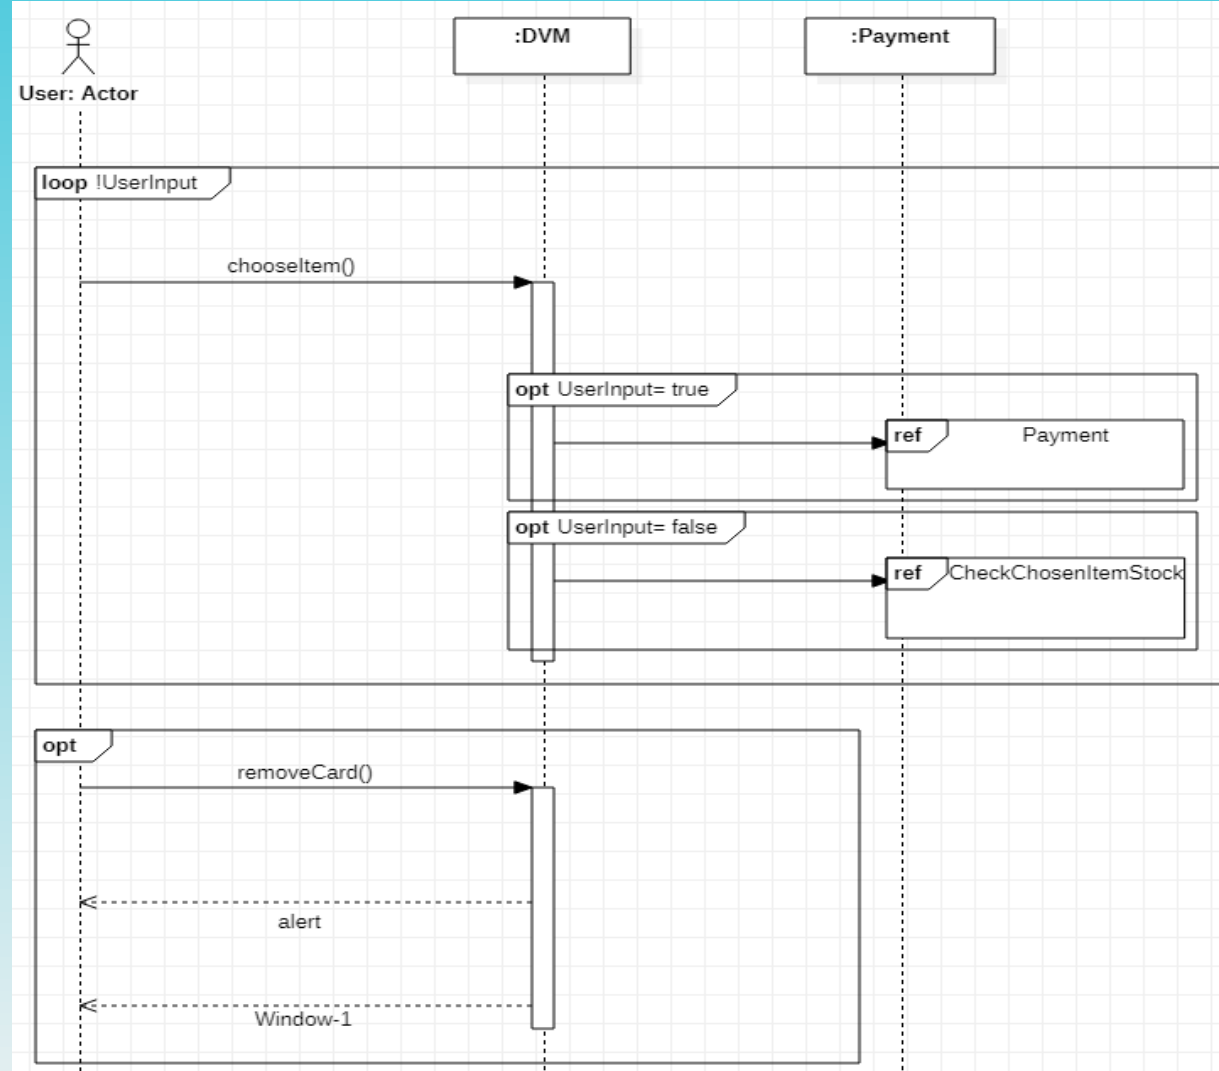 :DVM
:Payment
User: Actor
loop !UserInput
chooseItem()
opt UserInput= true
ref Payment
opt UserInput= false
ref CheckChosenItemStock
opt
removeCard()
alert
Window-1